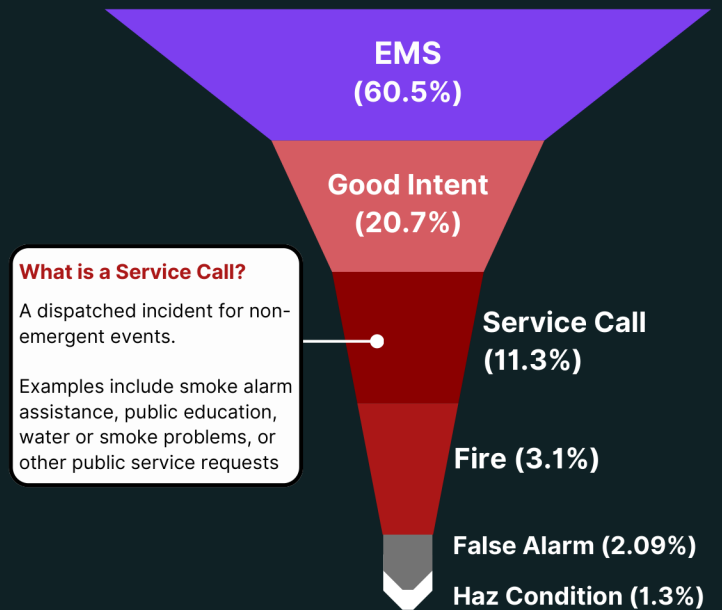 EMS
(60.5%)
Good Intent
(20.7%)
What is a Service Call?
A dispatched incident for non-
emergent events.
Examples include smoke alarm
assistance, public education,
water or smoke problems, or
other public service requests
Service Call
(11.3%)
Fire (3.1%)
False Alarm (2.09%)
Haz Condition (1.3%)